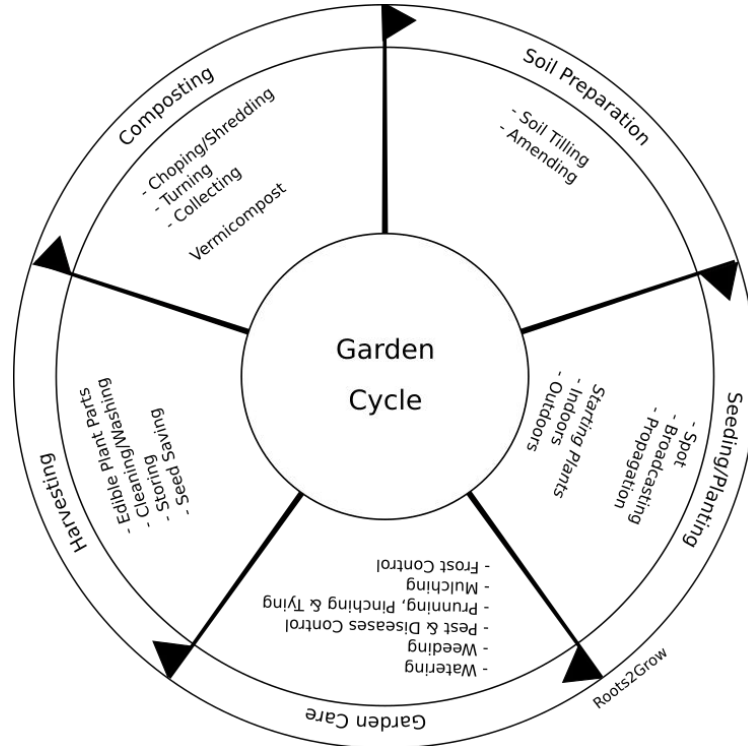 Garden
Cycle
Soil Preparation
- Soil Tilling
- Amending
Seeding/Planting
- Spot
- Broadcasting
- Propagation
Starting Plants
- Indoors
- Outdoors
Garden Care
- Watering
- Weeding
- Pest & Diseases Control
- Prunning, Pinching & Tying
- Mulching
- Frost Control
Harvesting
- Edible Plant Parts
- Cleaning/Washing
- Storing
- Seed Saving
Composting
- Choping/Shredding
- Turning
- Collecting
Vermicompost
Roots2Grow